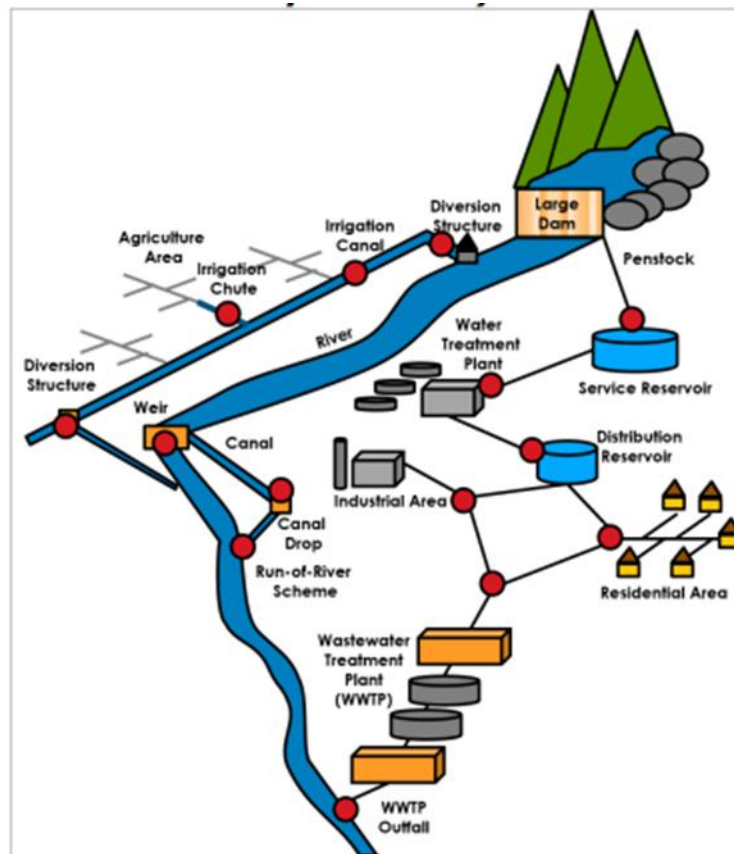 Large
Dam
Diversion
Structure
Irrigation
Canal
Agriculture
Area
Irrigation
Chute
Penstock
River
Water
Treatment
Plant
Service Reservoir
Diversion
Structure
Weir
Canal
Distribution
Reservoir
Industrial Area
Canal
Drop
Run-of-River
Scheme
Residential Area
Wastewater
Treatment
Plant
(WWTP)
WWTP
Outfall